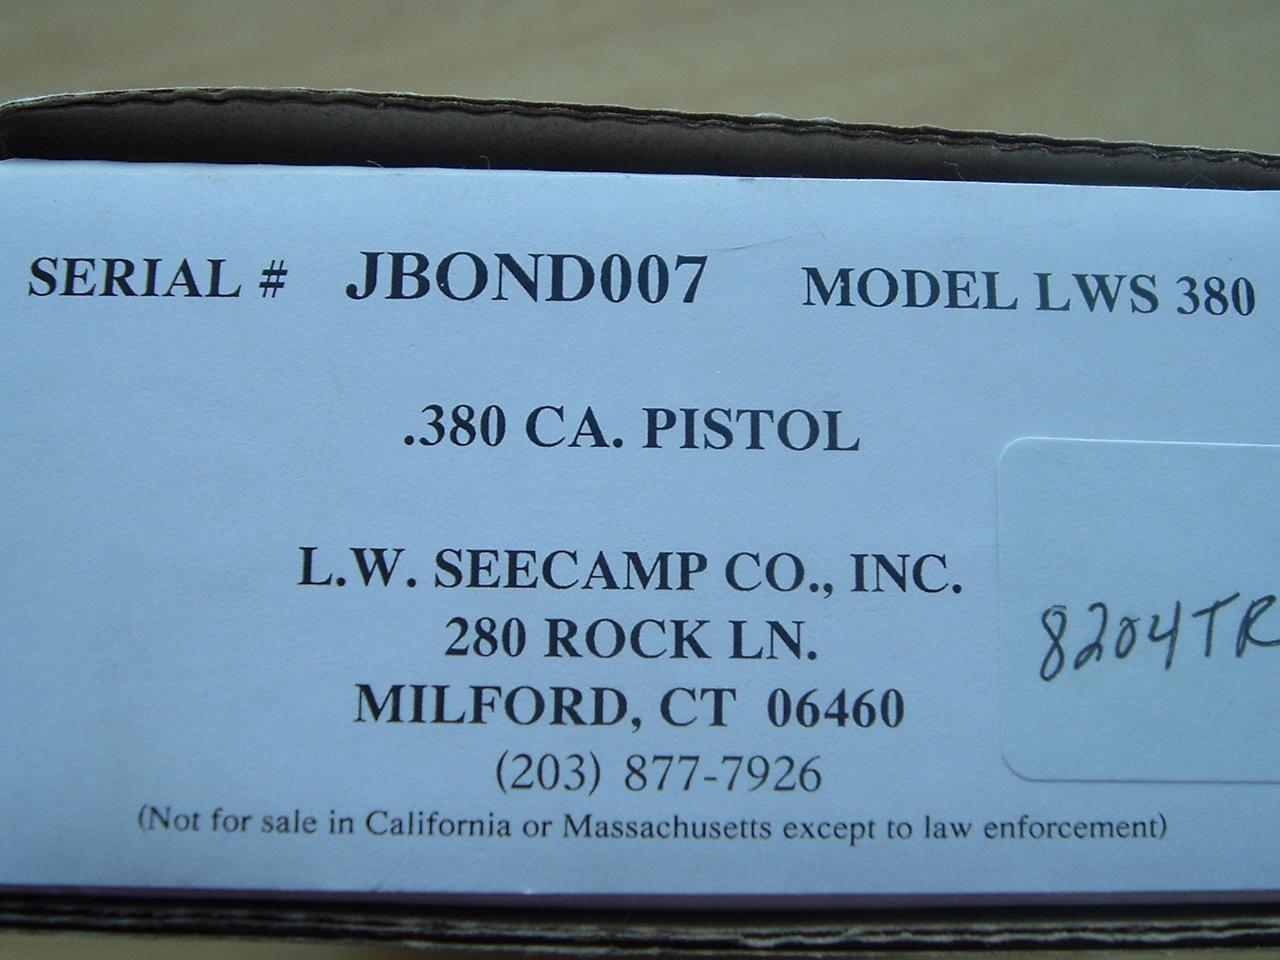 SERIAL # JBOND007 MODEL LWS 380
.380 CA. PISTOL
L.W. SEECAMP CO., INC.
280 ROCK LN.
MILFORD, CT 06460
(203) 877-7926
(Not for sale in California or Massachusetts except to law enforcement)
8204TR